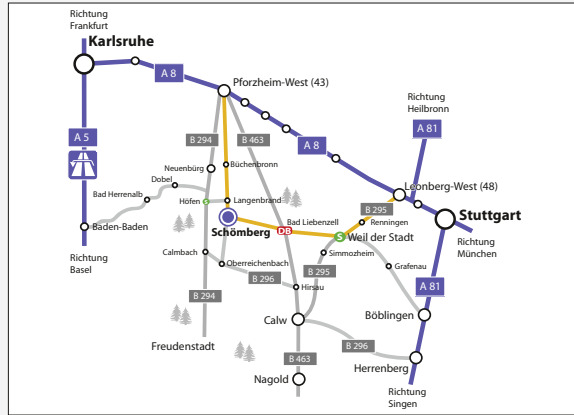 Richtung
Frankfurt
Karlsruhe
A 8
Pforzheim-West (43)
Richtung
Heilbronn
A 81
A 5
B 294
B 463
A 8
Büchenbronn
Neuenbürg
Dobel
Bad Herrenalb
Höfen
S
Langenbrand
Leonberg-West (48)
B 295
Stuttgart
Baden-Baden
Schömberg
Bad Liebenzell
DB
Renningen
S
Weil der Stadt
Richtung
München
Richtung
Basel
Calmbach
Oberreichenbach
B 296
Simmozheim
B 295
Grafenau
A 81
B 294
Hirsau
Calw
Böblingen
Freudenstadt
B 463
B 296
Herrenberg
Nagold
Richtung
Singen